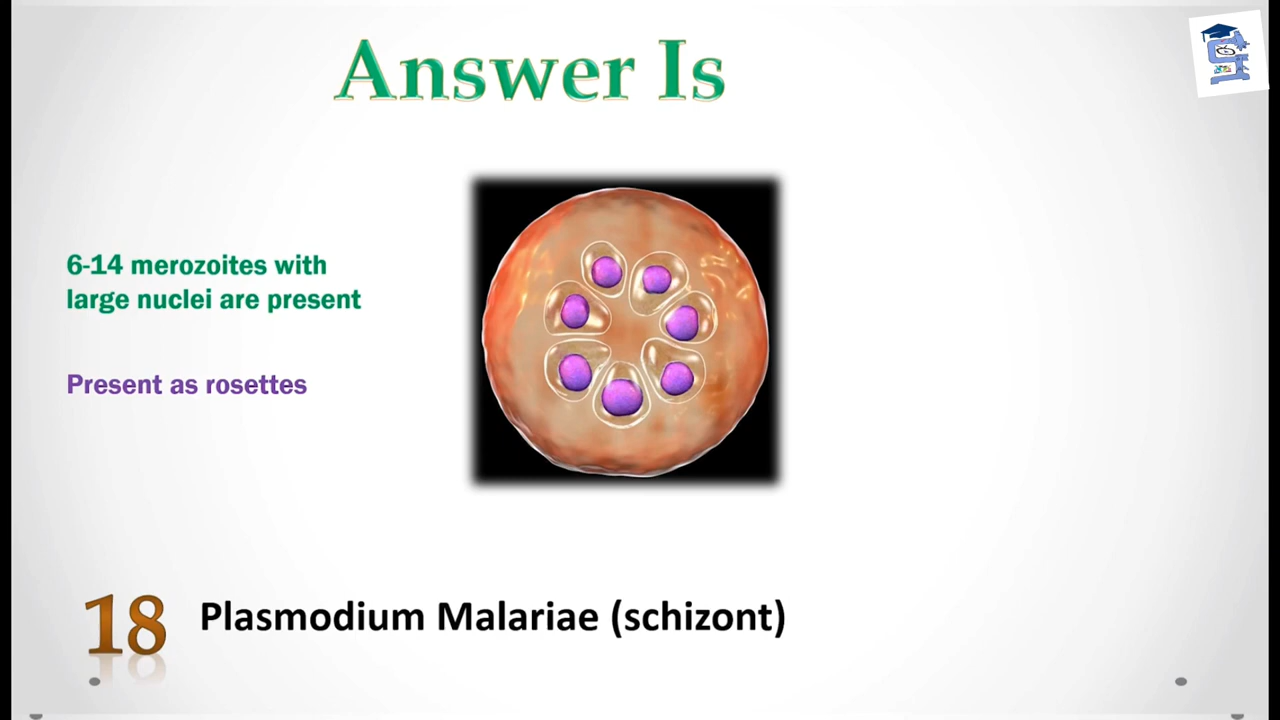 Answer Is
6-14 merozoites with
large nuclei are present
Present as rosettes
18 Plasmodium Malariae (schizont)